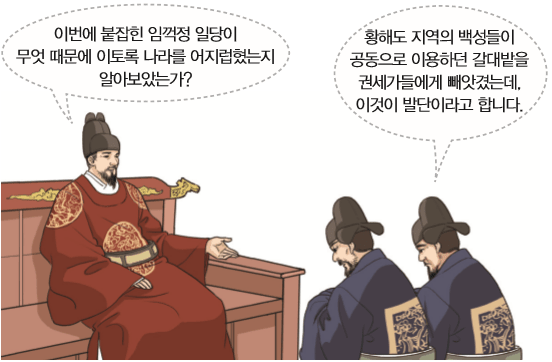 이번에 붙잡힌 임꺽정 일당이
무엇 때문에 이토록 나라를 어지럽혔는지
알아보았는가?
황해도 지역의 백성들이
공동으로 이용하던 갈대밭을
권세가들에게 빼앗겼는데,
이것이 발단이라고 합니다.